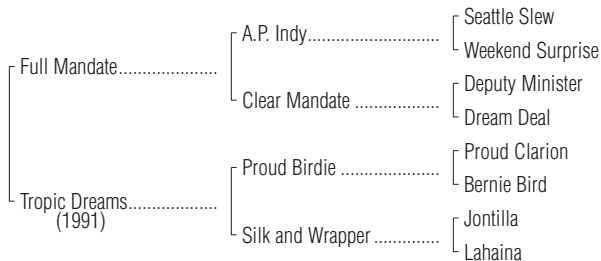 Seattle Slew
A.P. Indy..............................
Weekend Surprise
Full Mandate......................
Deputy Minister
Clear Mandate ...................
Dream Deal
Proud Clarion
Proud Birdie ......................
Bernie Bird
Tropic Dreams....................
(1991)
Jontilla
Silk and Wrapper ...............
Lahaina